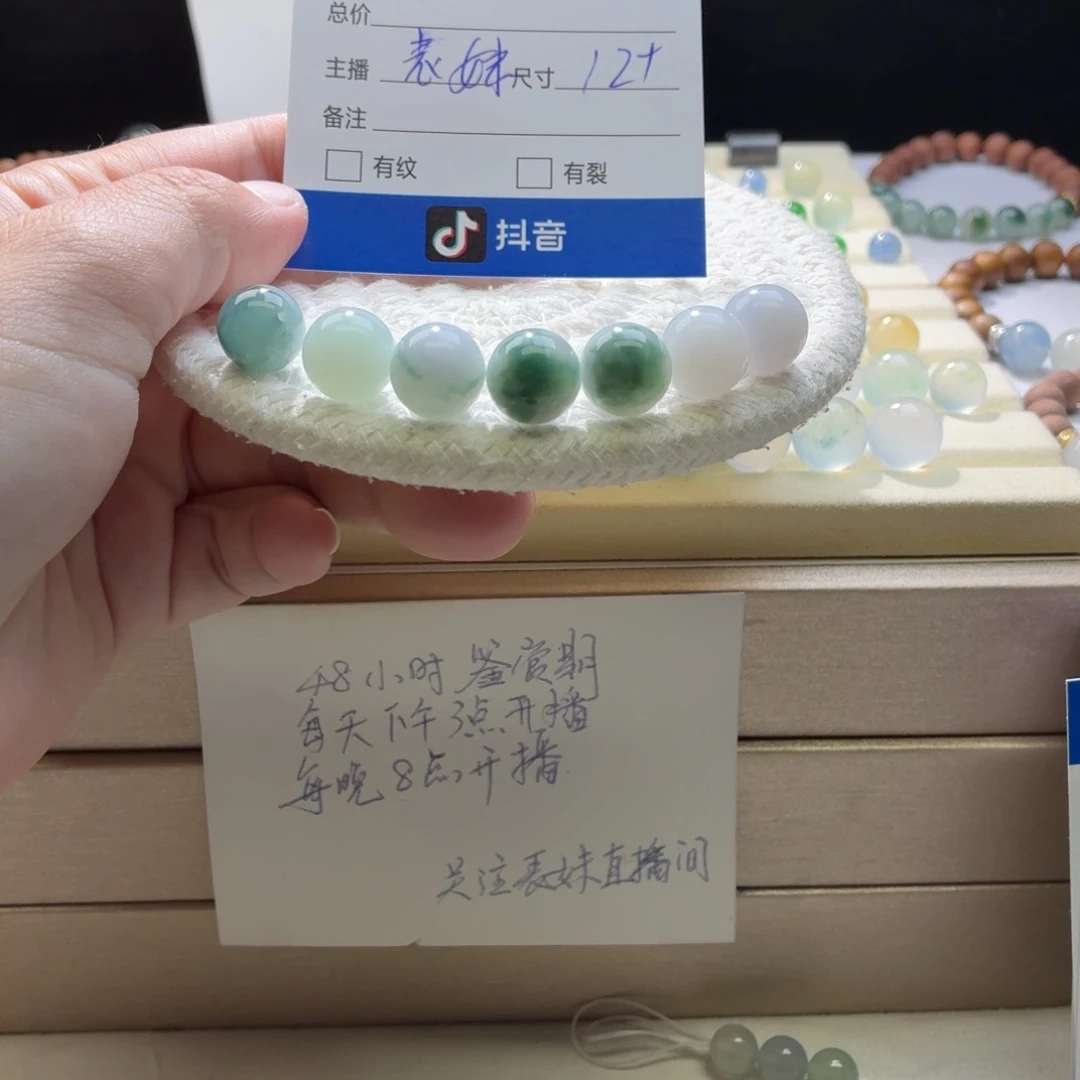 总价
主播 表妹 尺寸 12+
备注
有纹 有裂
抖音
48小时鉴赏期
每天下午3点开播
每晚8点开播
关注表妹直播间